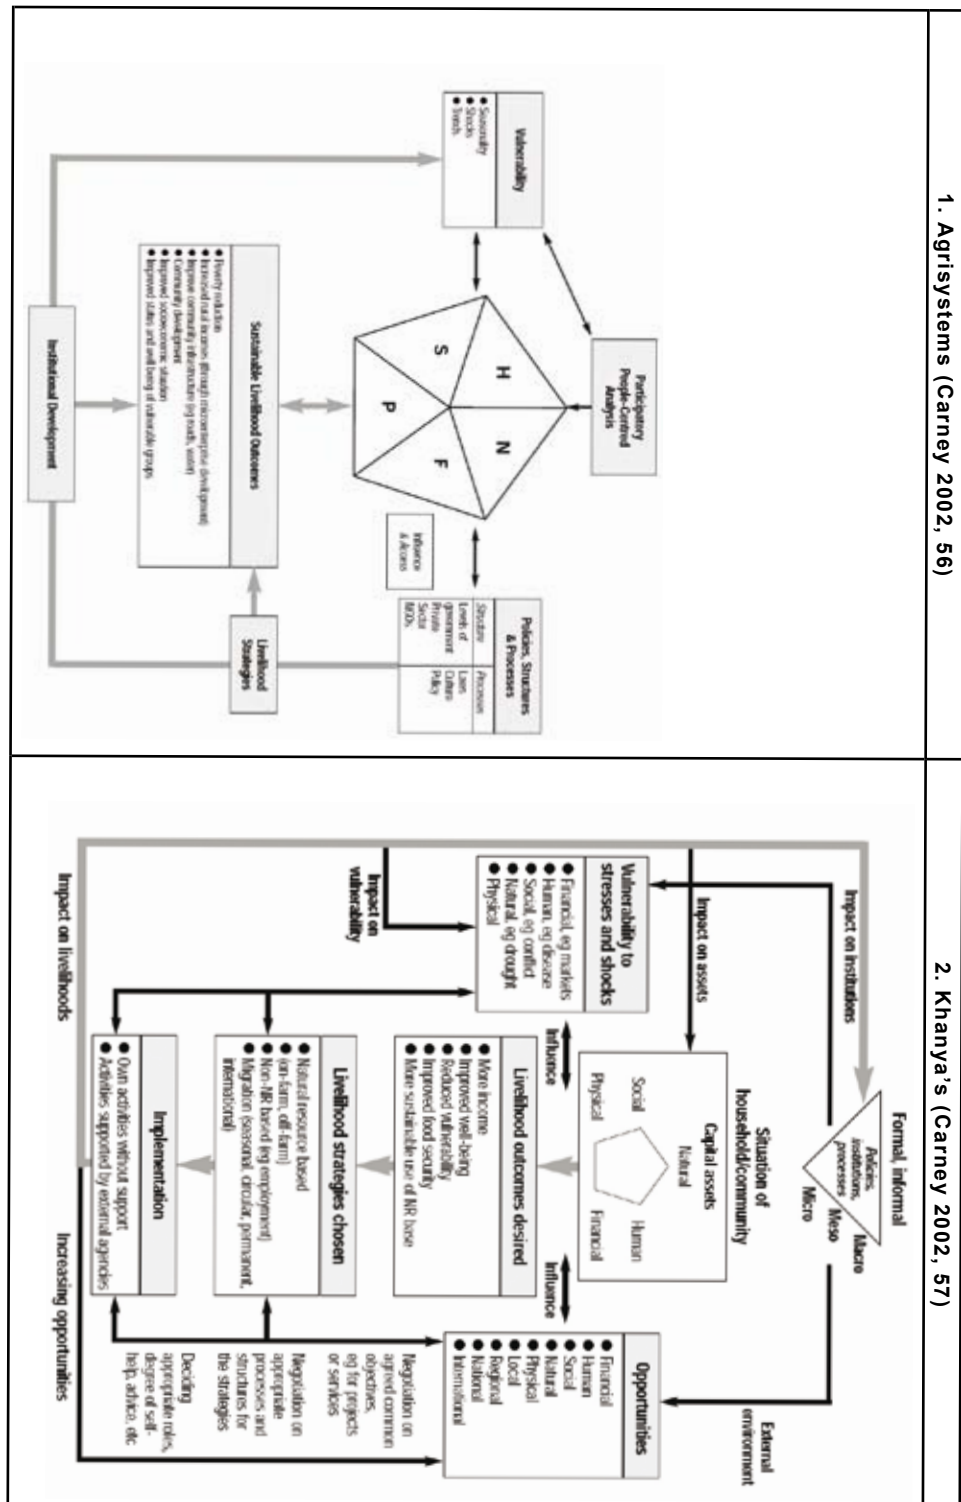 1. Agrisystems (Carney 2002, 56)
Participatory
People-Centred
Analysis
Vulnerability
● Seasonality
● Shocks
● Trends
H
N
S
F
P
Policies, Structures
& Processes
Structure
Processes
Levels of
government
Private
Sector
NGOs
Laws
Culture
Policy
Influence
& Access
Sustainable Livelihood Outcomes
● Poverty reduction
● Increased rural incomes (through microenterprise development)
● Improve community infrastructure (eg roads, water)
● Community development
● Improved socioeconomic situation
● Improved status and well being of vulnerable groups
Livelihood
Strategies
Institutional Development
2. Khanya's (Carney 2002, 57)
Formal, informal
Policies,
institutions,
processes
Macro
Meso
Micro
Impact on institutions
External
environment
Situation of
household/community
Capital assets
Natural
Social
Human
Physical
Financial
Impact on assets
Vulnerability to
stresses and shocks
● Financial, eg markets
● Human, eg disease
● Social, eg conflict
● Natural, eg drought
● Physical
Influence
Influence
Opportunities
● Financial
● Human
● Social
● Natural
● Physical
● Local
● Regional
● National
● International
Impact on
vulnerability
Livelihood outcomes desired
● More income
● Improved well-being
● Reduced vulnerability
● Improved food security
● More sustainable use of NR base
Negotiation on
agreed common
objectives,
eg for projects
or services
Livelihood strategies chosen
● Natural resource based
● (on-farm, off-farm)
● Non-NR based (eg employment)
● Migration (seasonal, circular, permanent,
international)
Negotiation on
appropriate
processes and
structures for
the strategies
Implementation
● Own activities without support
● Activities supported by external agencies
Deciding
appropriate roles,
degree of self-
help, advice, etc
Impact on livelihoods
Increasing opportunities